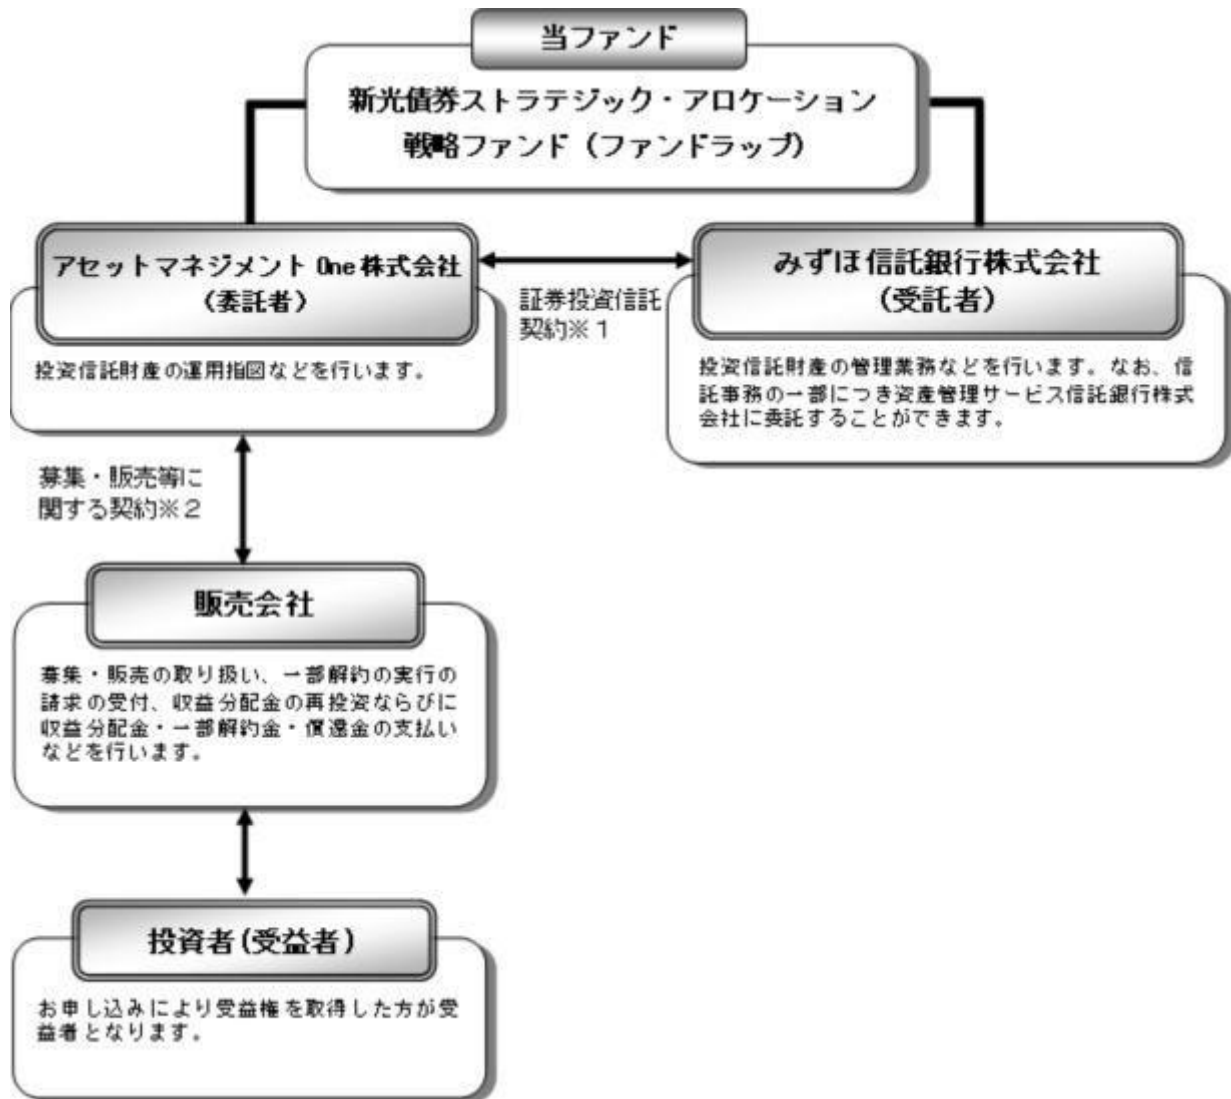 当ファンド
新光債券ストラテジック・アロケーション
戦略ファンド（ファンドラップ）
アセットマネジメント One 株式会社
（委託者）
投資信託財産の運用指図などを行います。
証券投資信託
契約※１
みずほ信託銀行株式会社
（受託者）
投資信託財産の管理業務などを行います。なお、信
託事務の一部につき資産管理サービス信託銀行株式
会社に委託することができます。
募集・販売等に
関する契約※２
販売会社
募集・販売の取り扱い、一部解約の実行の
請求の受付、収益分配金の再投資ならびに
収益分配金・一部解約金・償還金の支払い
などを行います。
投資者（受益者）
お申し込みにより受益権を取得した方が受
益者となります。